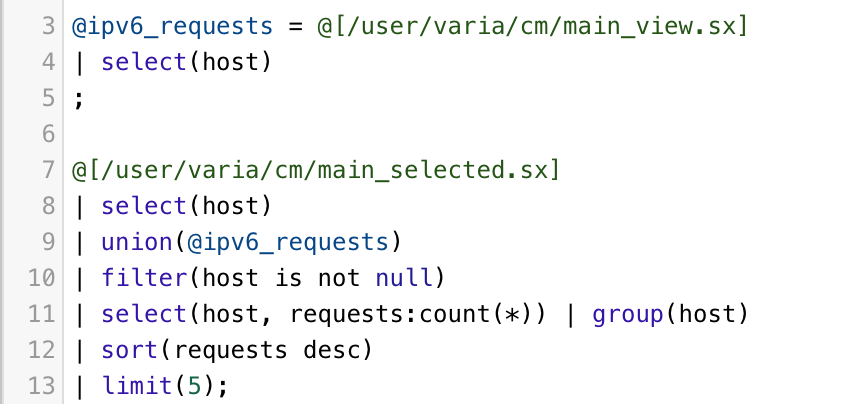 3 @ipv6_requests = @[/user/varia/cm/main_view.sx]
4 | select(host)
5 ;
6
7 @[/user/varia/cm/main_selected.sx]
8 | select(host)
9 | union(@ipv6_requests)
10 | filter(host is not null)
11 | select(host, requests:count(*)) | group(host)
12 | sort(requests desc)
13 | limit(5);